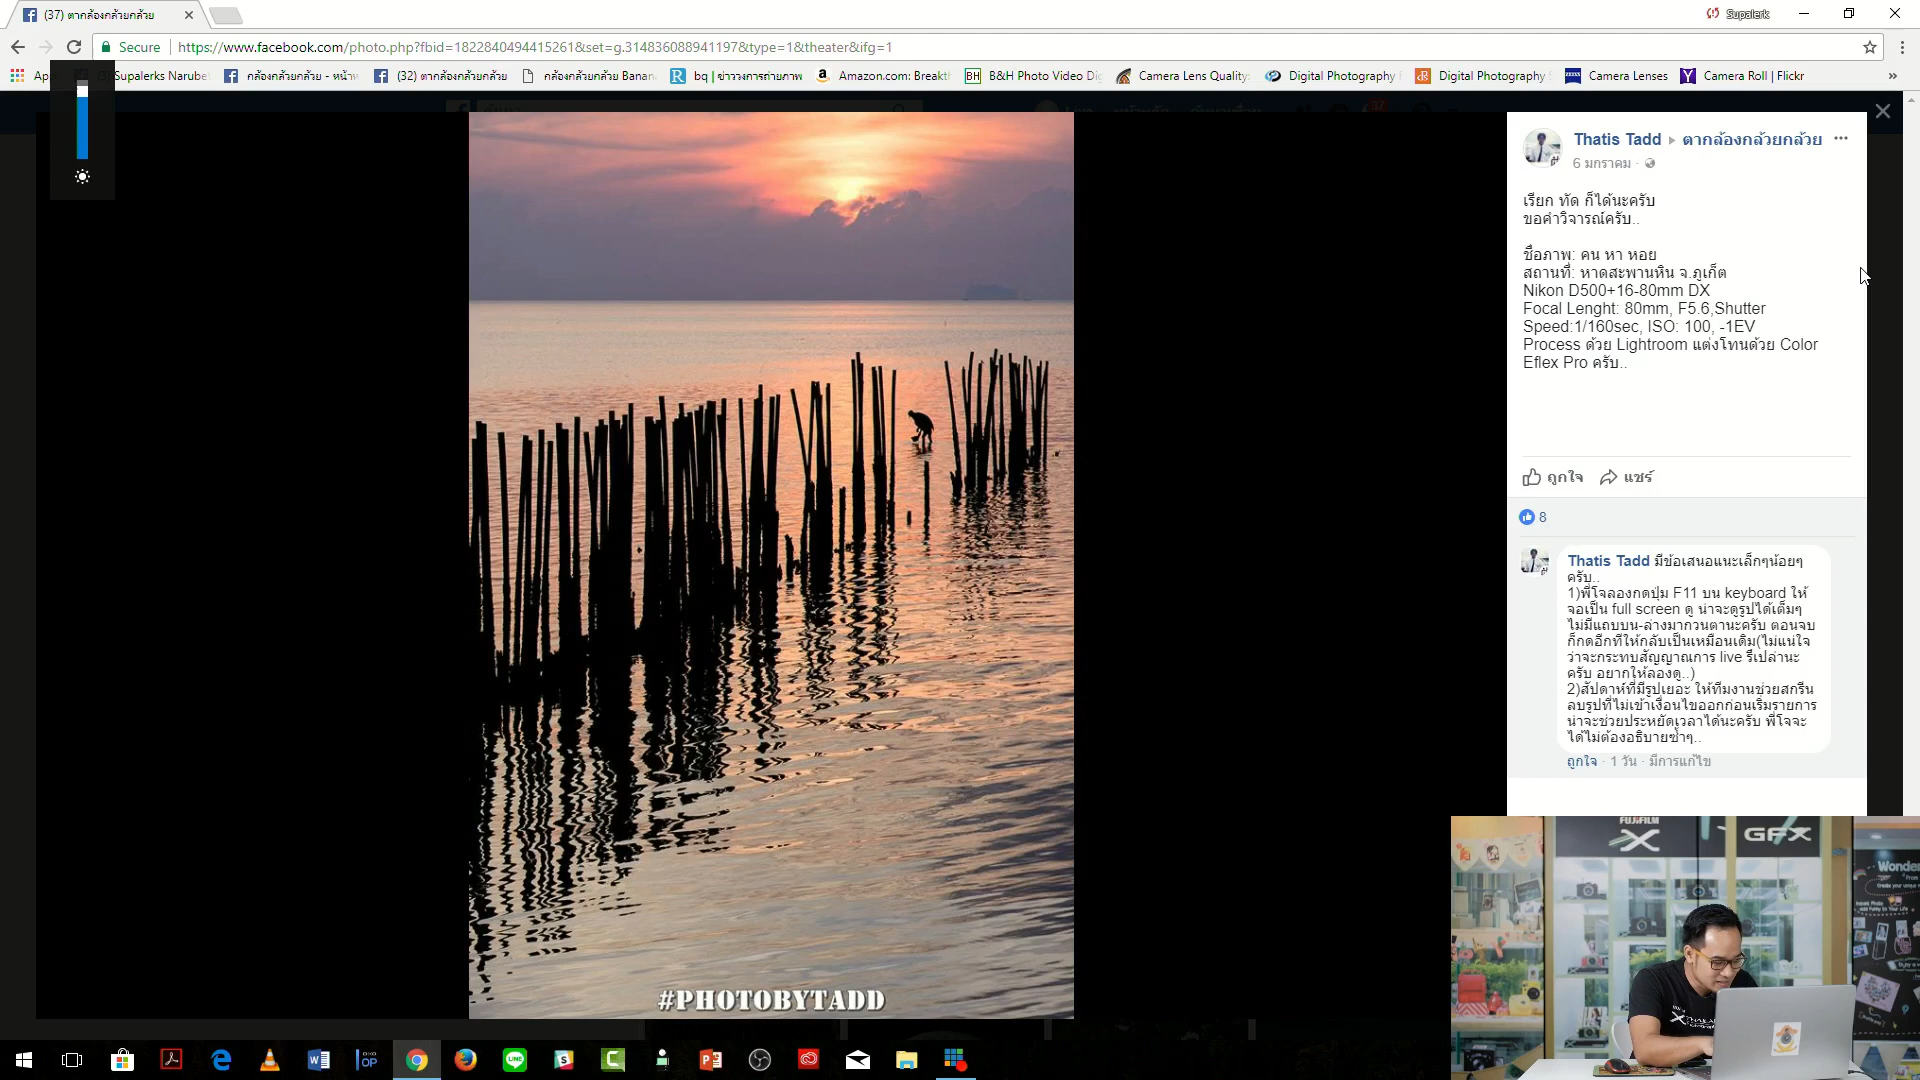 (37) ตากล้องกล้วยกล้วย
Supalerk
Secure
https://www.facebook.com/photo.php?fbid=1822840494415261&set=g.314836088941197&type=1&theater&ifg=1
Supalerks
กล้องกล้วยกล้วย - หน้า
(32) ตากล้องกล้วยกล้วย
กล้องกล้วยกล้วย
bq | ข่าววงการถ่ายภาพ
Amazon.com:
B&H Photo Video
Camera Lens Quality:
Digital Photography
Digital Photography
Camera Lenses
Camera Roll | Flickr
Thatis Tadd ▸ ตากล้องกล้วยกล้วย
6 มกราคม ·
เรียก ทัด ก็ได้นะครับ
ขอคำวิจารณ์ครับ..
ชื่อภาพ: คน หา หอย
สถานที่: หาดสะพานหิน จ.ภูเก็ต
Nikon D500+16-80mm DX
Focal Lenght: 80mm, F5.6,Shutter
Speed:1/160sec, ISO: 100, -1EV
Process ด้วย Lightroom แต่งโทนด้วย Color
Eflex Pro ครับ..
ถูกใจ แชร์
8
Thatis Tadd มีข้อเสนอแนะเล็กๆน้อยๆ
ครับ..
1)พี่โจลองกดปุ่ม F11 บน keyboard ให้
จอเป็น full screen ดู น่าจะดูรูปได้เต็มๆ
ไม่มีแถบบน-ล่างมากวนตานะครับ ตอนจบ
ก็กดอีกทีให้กลับเป็นเหมือนเดิม(ไม่แน่ใจ
ว่าจะกระทบสัญญาณการ live รึเปล่านะ
ครับ อยากให้ลองดู..)
2)สัปดาห์ที่มีรูปเยอะ ให้ทีมงานช่วยสกรีน
ลบรูปที่ไม่เข้าเงื่อนไขออกก่อนเริ่มรายการ
น่าจะช่วยประหยัดเวลาได้นะครับ พี่โจจะ
ได้ไม่ต้องอธิบายซ้ำๆ..
ถูกใจ · 1 วัน · มีการแก้ไข
#PHOTOBYTADD
FUJIFILM
X
GFX
Wonder